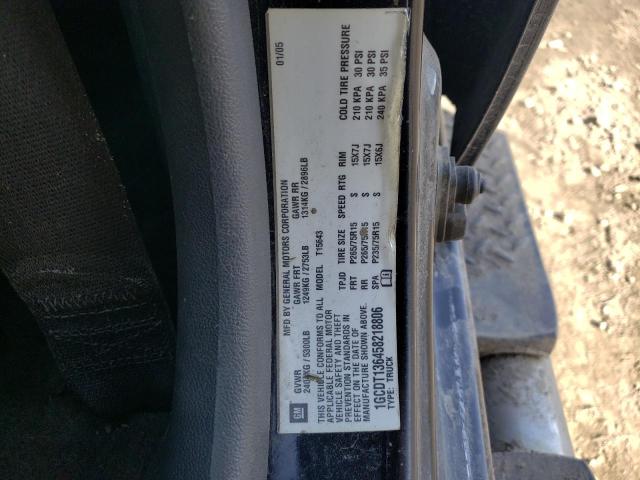 MFD BY GENERAL MOTORS CORPORATION 01/05
GM GVWR GAWR FRT GAWR RR
2404KG / 5300LB 1249KG / 2753LB 1314KG / 2896LB
THIS VEHICLE CONFORMS TO ALL MODEL T15643
APPLICABLE FEDERAL MOTOR
VEHICLE SAFETY AND THEFT
PREVENTION STANDARDS IN
EFFECT ON THE DATE OF
MANUFACTURE SHOWN ABOVE.
1GCDT136458218806
TYPE: TRUCK
TPJD TIRE SIZE SPEED RTG RIM COLD TIRE PRESSURE
FRT P265/75R15 S 15X7J 210 KPA 30 PSI
RR P265/75R15 S 15X7J 210 KPA 30 PSI
SPA P235/75R15 S 15X6J 240 KPA 35 PSI